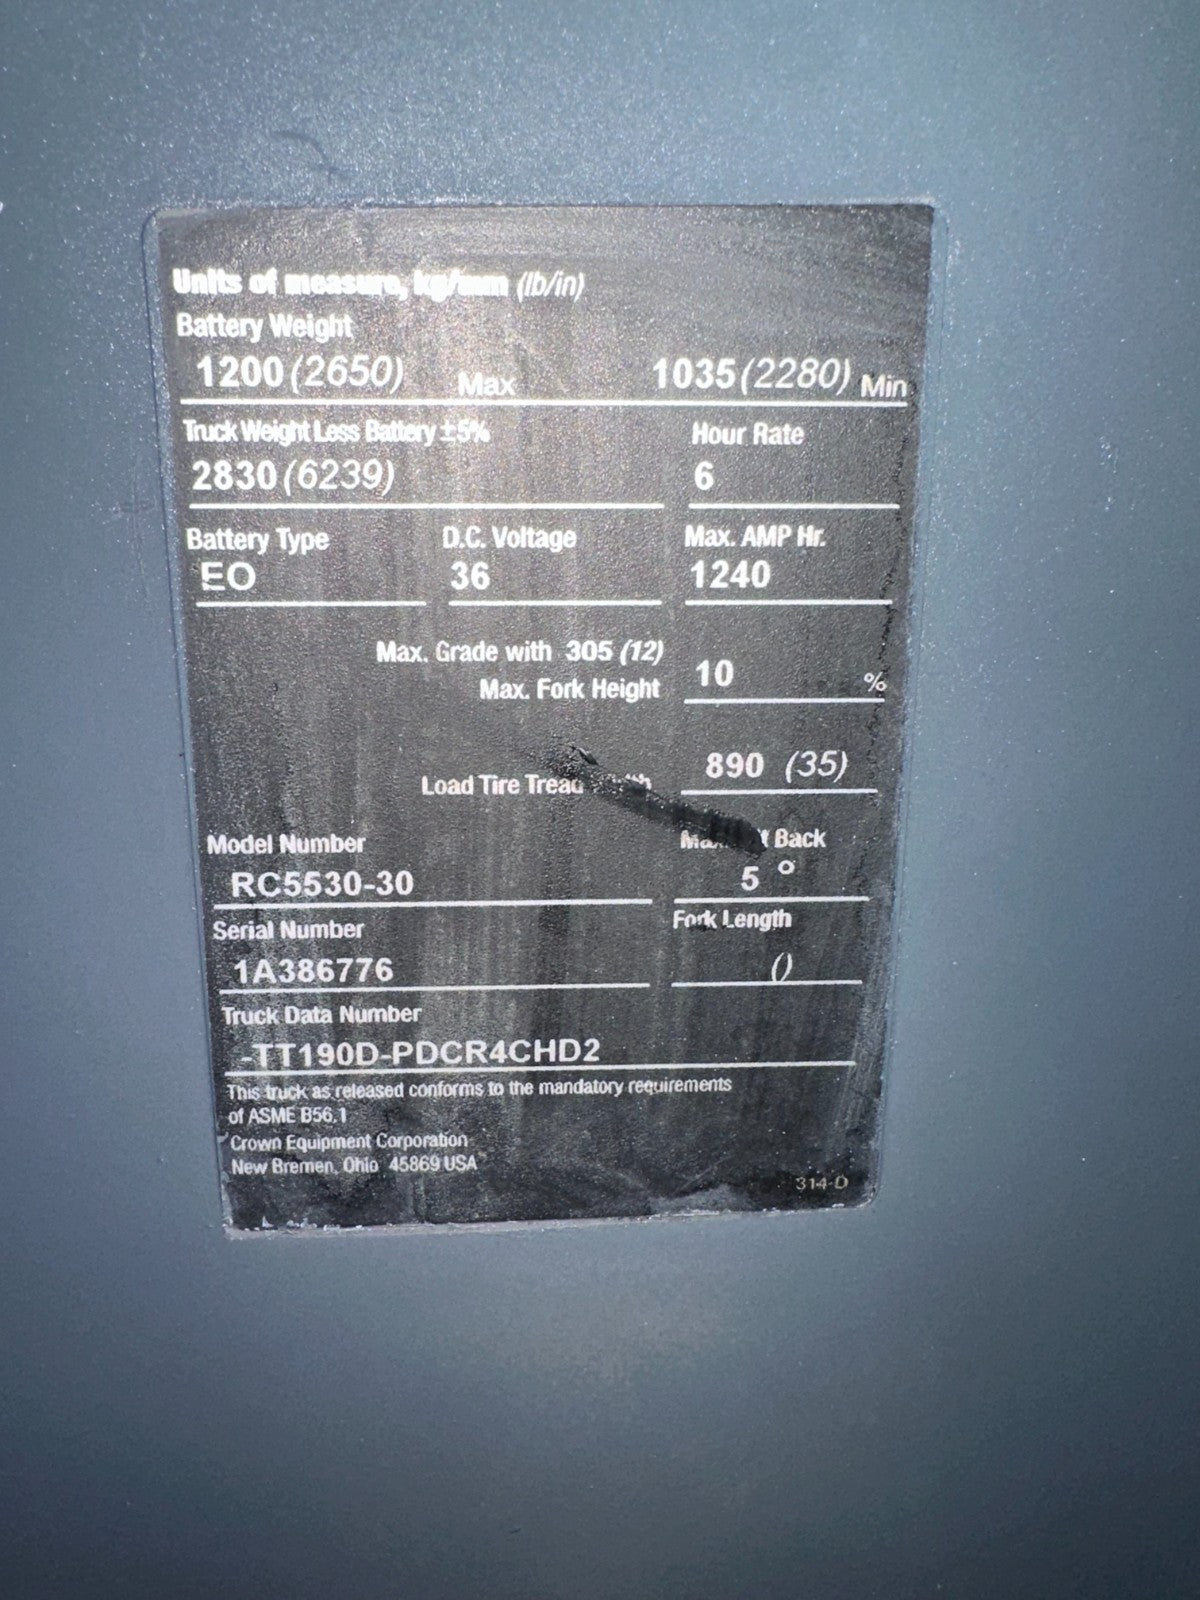 Units of measure, kg/mm (lb/in)
Battery Weight
1200 (2650) Max 1035 (2280) Min
Truck Weight Less Battery ±5% Hour Rate
2830 (6239) 6
Battery Type D.C. Voltage Max. AMP Hr.
EO 36 1240
Max. Grade with 305 (12)
Max. Fork Height 10 %
890 (35)
Load Tire Tread
Model Number Back
RC5530-30 5 °
Serial Number Fork Length
1A386776 ()
Truck Data Number
-TT190D-PDCR4CHD2
This truck as released conforms to the mandatory requirements
of ASME B56.1
Crown Equipment Corporation
New Bremen, Ohio 45869 USA
314-D